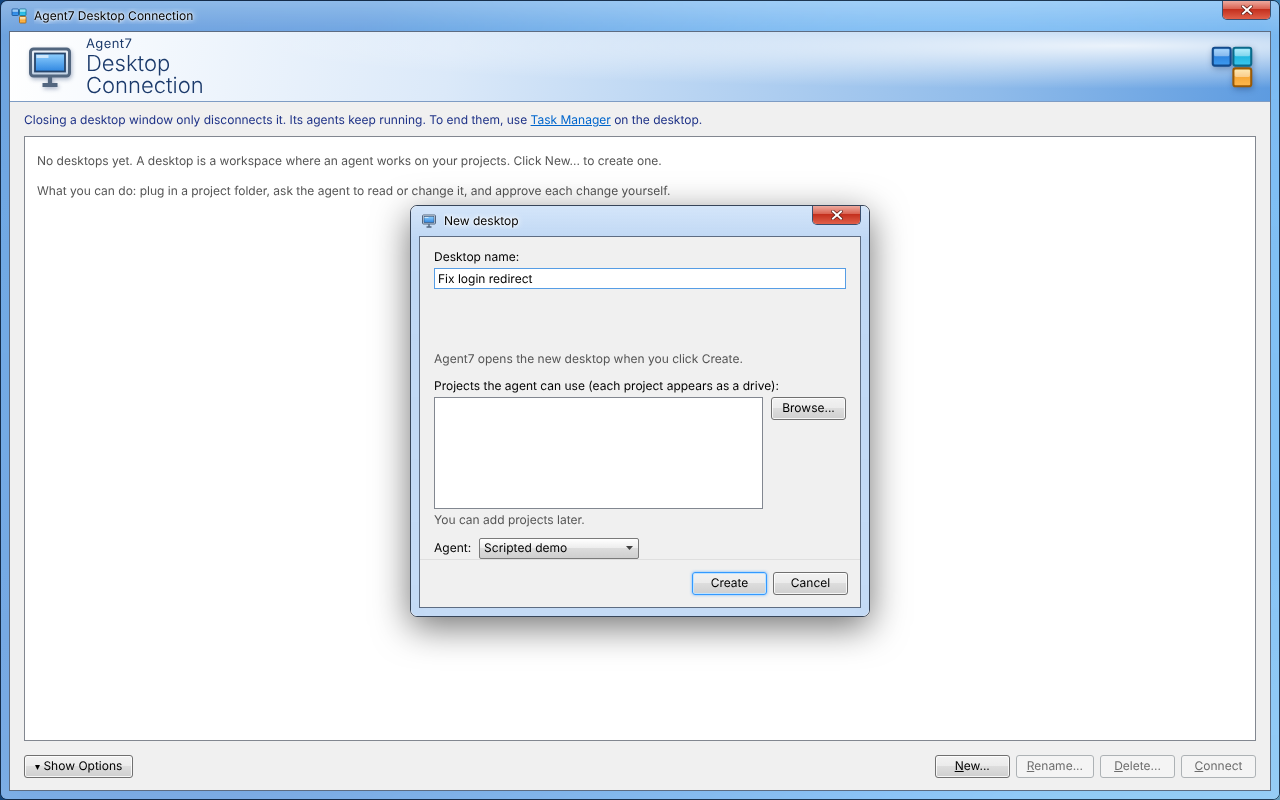 Agent7 Desktop Connection
Agent7
Desktop
Connection
Closing a desktop window only disconnects it. Its agents keep running. To end them, use Task Manager on the desktop.
No desktops yet. A desktop is a workspace where an agent works on your projects. Click New... to create one.
What you can do: plug in a project folder, ask the agent to read or change it, and approve each change yourself.
New desktop
Desktop name:
Fix login redirect
Agent7 opens the new desktop when you click Create.
Projects the agent can use (each project appears as a drive):
Browse...
You can add projects later.
Agent: Scripted demo
Create Cancel
Show Options New... Rename... Delete... Connect